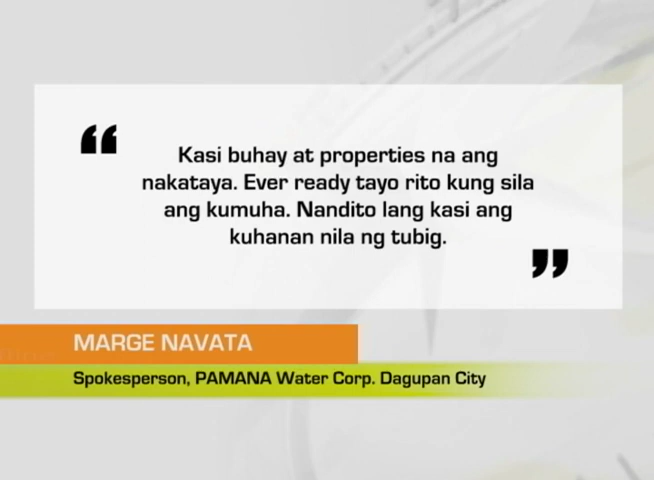 “
Kasi buhay at properties na ang
nakataya. Ever ready tayo rito kung sila
ang kumuha. Nandito lang kasi ang
kuhanan nila ng tubig.
”
MARGE NAVATA
Spokesperson, PAMANA Water Corp. Dagupan City